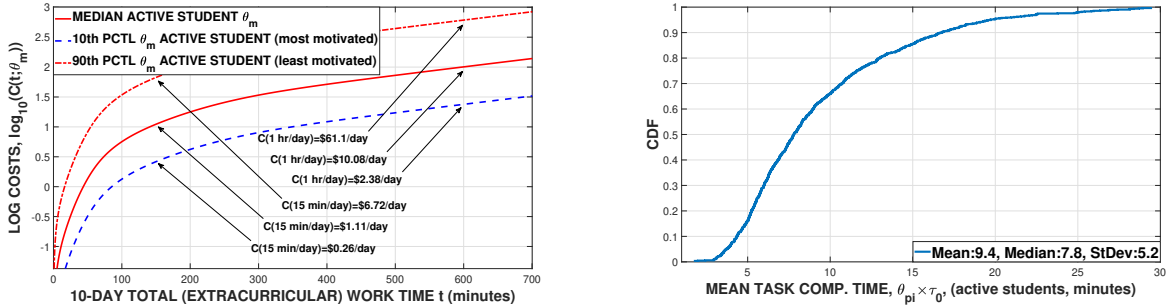 MEDIAN ACTIVE STUDENT θm
10th PCTL θm ACTIVE STUDENT (most motivated)
90th PCTL θm ACTIVE STUDENT (least motivated)
LOG COSTS, log10(C(t;θm))
3
2.5
2
1.5
1
0.5
0
-0.5
-1
C(1 hr/day)=$61.1/day
C(1 hr/day)=$10.08/day
C(1 hr/day)=$2.38/day
C(15 min/day)=$6.72/day
C(15 min/day)=$1.11/day
C(15 min/day)=$0.26/day
0 100 200 300 400 500 600 700
10-DAY TOTAL (EXTRACURRICULAR) WORK TIME t (minutes)
CDF
1
0.9
0.8
0.7
0.6
0.5
0.4
0.3
0.2
0.1
0
Mean:9.4, Median:7.8, StDev:5.2
5 10 15 20 25 30
MEAN TASK COMP. TIME, θpi×τ0, (active students, minutes)